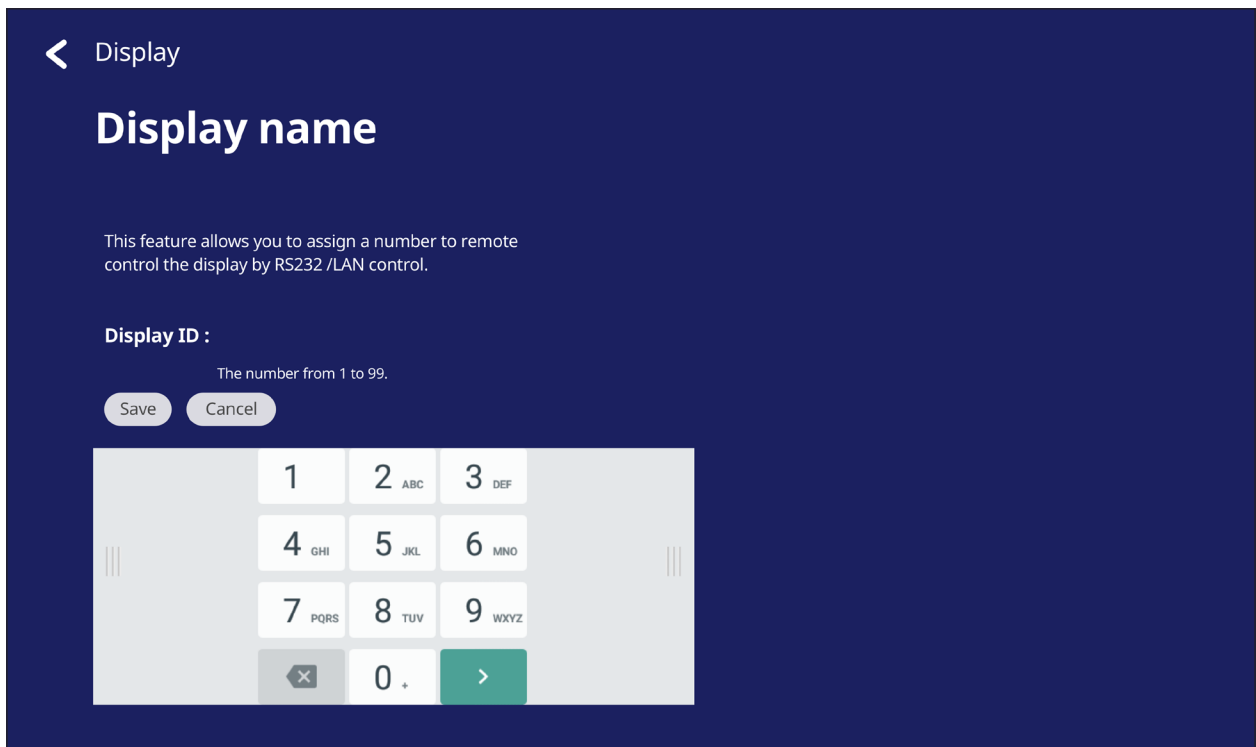 Display
Display name
This feature allows you to assign a number to remote
control the display by RS232 /LAN control.
Display ID :
The number from 1 to 99.
Save Cancel
1 2 ABC 3 DEF
4 GHI 5 JKL 6 MNO
7 PQRS 8 TUV 9 WXYZ
0 +